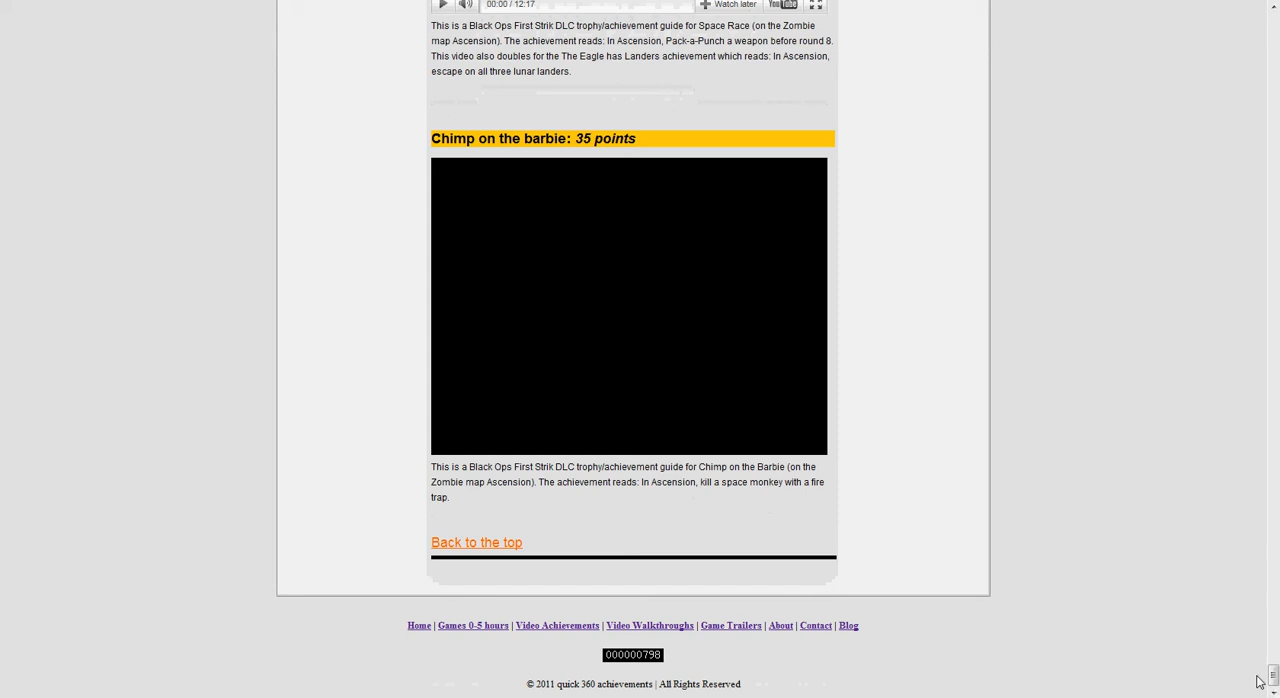 00:00 / 12:17 Watch later YouTube
This is a Black Ops First Strik DLC trophy/achievement guide for Space Race (on the Zombie
map Ascension). The achievement reads: In Ascension, Pack-a-Punch a weapon before round 8.
This video also doubles for the The Eagle has Landers achievement which reads: In Ascension,
escape on all three lunar landers.
Chimp on the barbie: 35 points
This is a Black Ops First Strik DLC trophy/achievement guide for Chimp on the Barbie (on the
Zombie map Ascension). The achievement reads: In Ascension, kill a space monkey with a fire
trap.
Back to the top
Home | Games 0-5 hours | Video Achievements | Video Walkthroughs | Game Trailers | About | Contact | Blog
000000798
© 2011 quick 360 achievements | All Rights Reserved